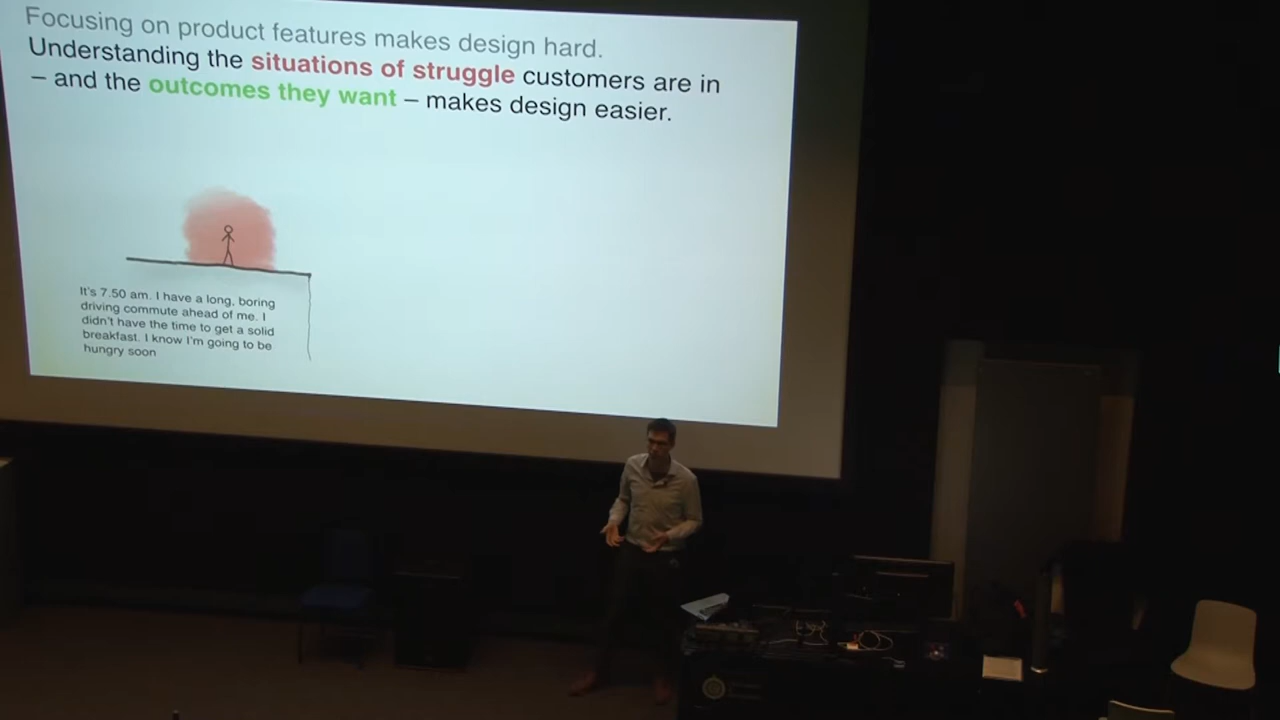 Focusing on product features makes design hard.
Understanding the situations of struggle customers are in
– and the outcomes they want – makes design easier.
It's 7.50 am. I have a long, boring
driving commute ahead of me. I
didn't have the time to get a solid
breakfast. I know I'm going to be
hungry soon